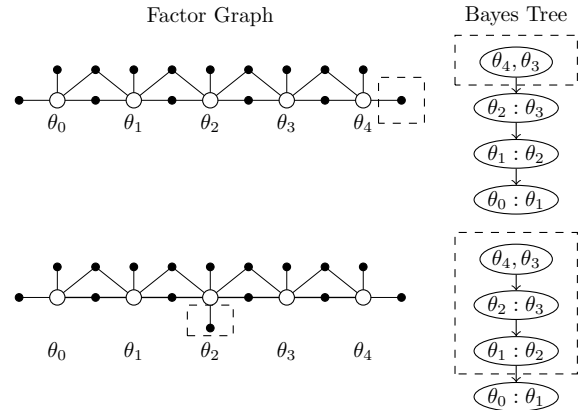 Factor Graph
Bayes Tree
θ₀ θ₁ θ₂ θ₃ θ₄
θ₄, θ₃
θ₂ : θ₃
θ₁ : θ₂
θ₀ : θ₁
θ₀ θ₁ θ₂ θ₃ θ₄
θ₄, θ₃
θ₂ : θ₃
θ₁ : θ₂
θ₀ : θ₁